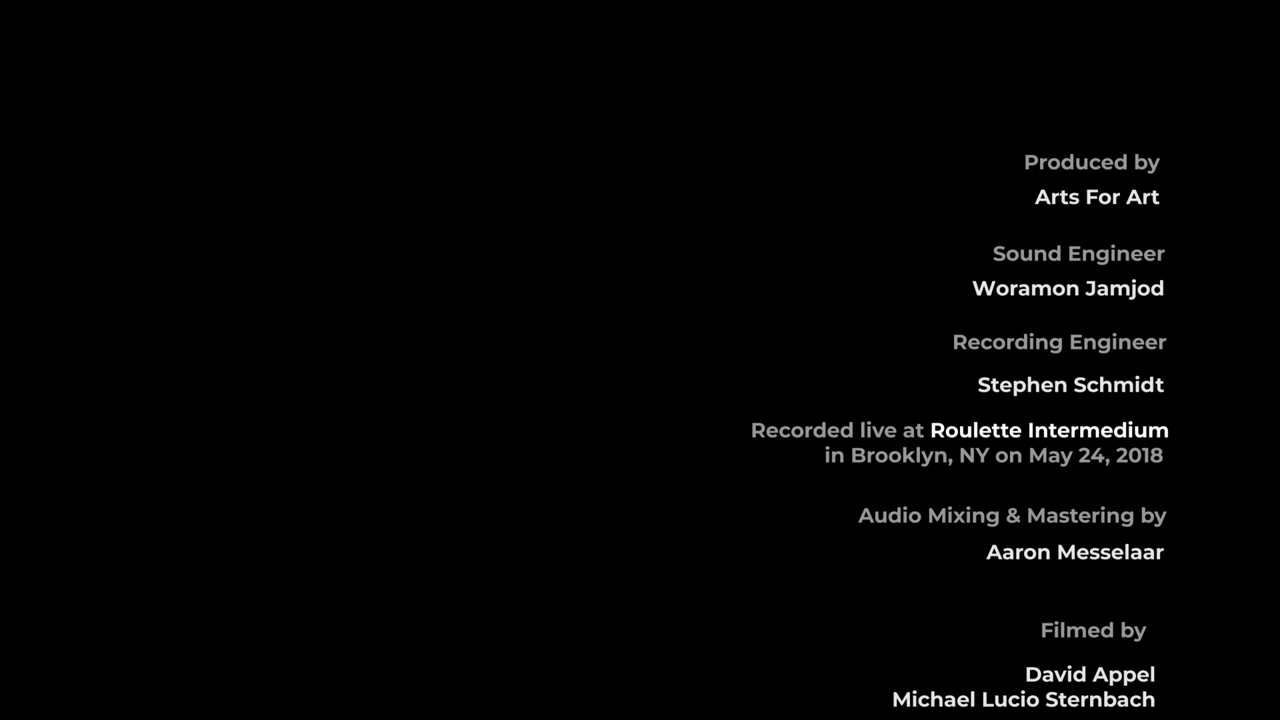 Produced by
Arts For Art
Sound Engineer
Woramon Jamjod
Recording Engineer
Stephen Schmidt
Recorded live at Roulette Intermedium
in Brooklyn, NY on May 24, 2018
Audio Mixing & Mastering by
Aaron Messelaar
Filmed by
David Appel
Michael Lucio Sternbach